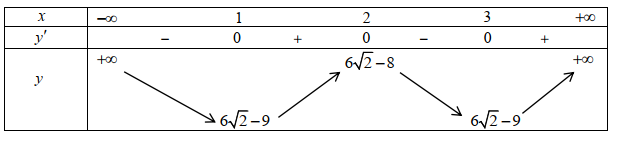 x −∞ 1 2 3 +∞
y′ − 0 + 0 − 0 +
+∞ 6√2−8 +∞
y
6√2−9 6√2−9